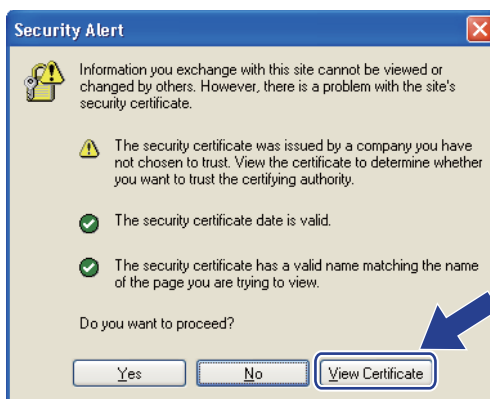 Security Alert
Information you exchange with this site cannot be viewed or
changed by others. However, there is a problem with the site's
security certificate.
The security certificate was issued by a company you have
not chosen to trust. View the certificate to determine whether
you want to trust the certifying authority.
The security certificate date is valid.
The security certificate has a valid name matching the name
of the page you are trying to view.
Do you want to proceed?
Yes No View Certificate